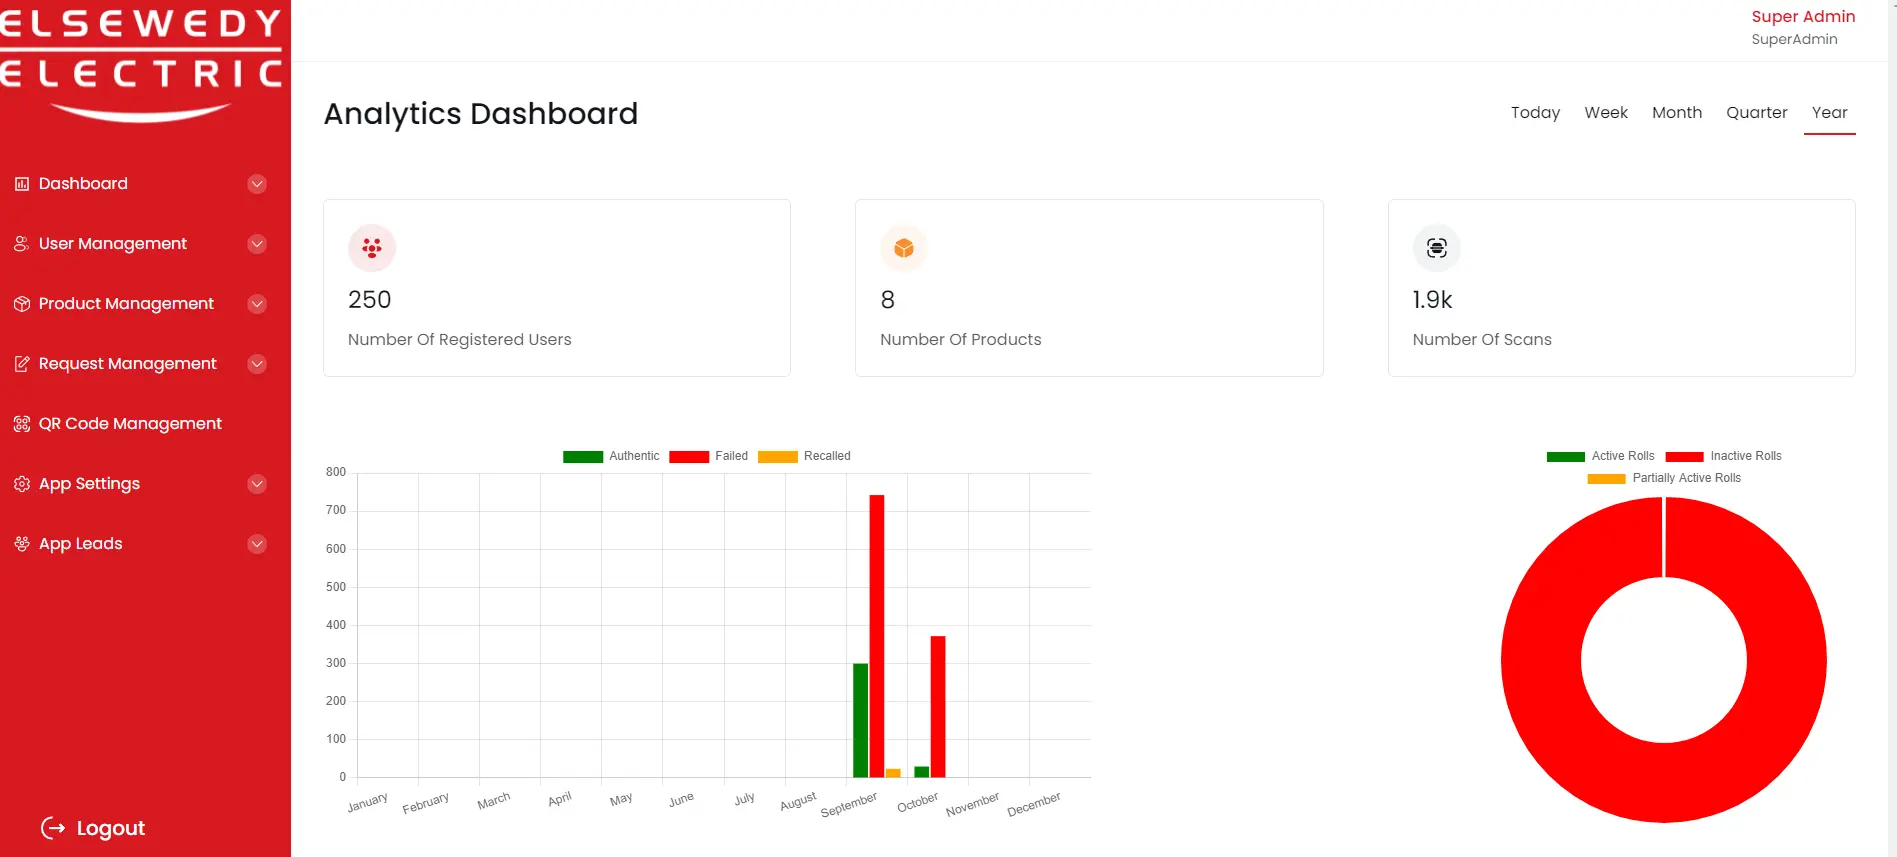 ELSEWEDY
ELECTRIC
Dashboard
User Management
Product Management
Request Management
QR Code Management
App Settings
App Leads
Logout
Super Admin
SuperAdmin
Analytics Dashboard
Today Week Month Quarter Year
250
Number Of Registered Users
8
Number Of Products
1.9k
Number Of Scans
Authentic Failed Recalled
800
700
600
500
400
300
200
100
0
January February March April May June July August September October November December
Active Rolls Inactive Rolls
Partially Active Rolls